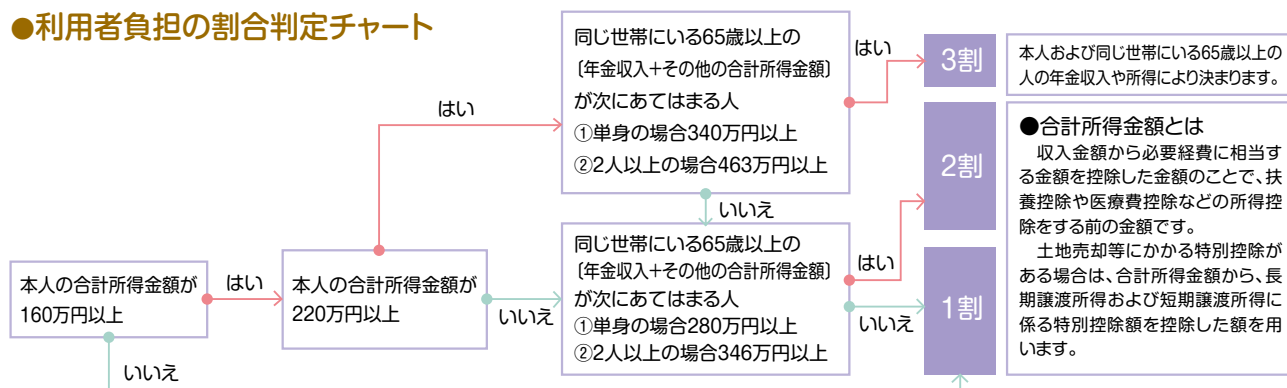 ●利用者負担の割合判定チャート
本人の合計所得金額が
160万円以上
はい
いいえ
本人の合計所得金額が
220万円以上
はい
いいえ
同じ世帯にいる65歳以上の
〔年金収入+その他の合計所得金額〕
が次にあてはまる人
①単身の場合340万円以上
②2人以上の場合463万円以上
はい
いいえ
同じ世帯にいる65歳以上の
〔年金収入+その他の合計所得金額〕
が次にあてはまる人
①単身の場合280万円以上
②2人以上の場合346万円以上
はい
いいえ
3割
2割
1割
本人および同じ世帯にいる65歳以上の
人の年金収入や所得により決まります。
●合計所得金額とは
　収入金額から必要経費に相当す
る金額を控除した金額のことで、扶
養控除や医療費控除などの所得控
除をする前の金額です。
　土地売却等にかかる特別控除が
ある場合は、合計所得金額から、長
期譲渡所得および短期譲渡所得に
係る特別控除額を控除した額を用
います。